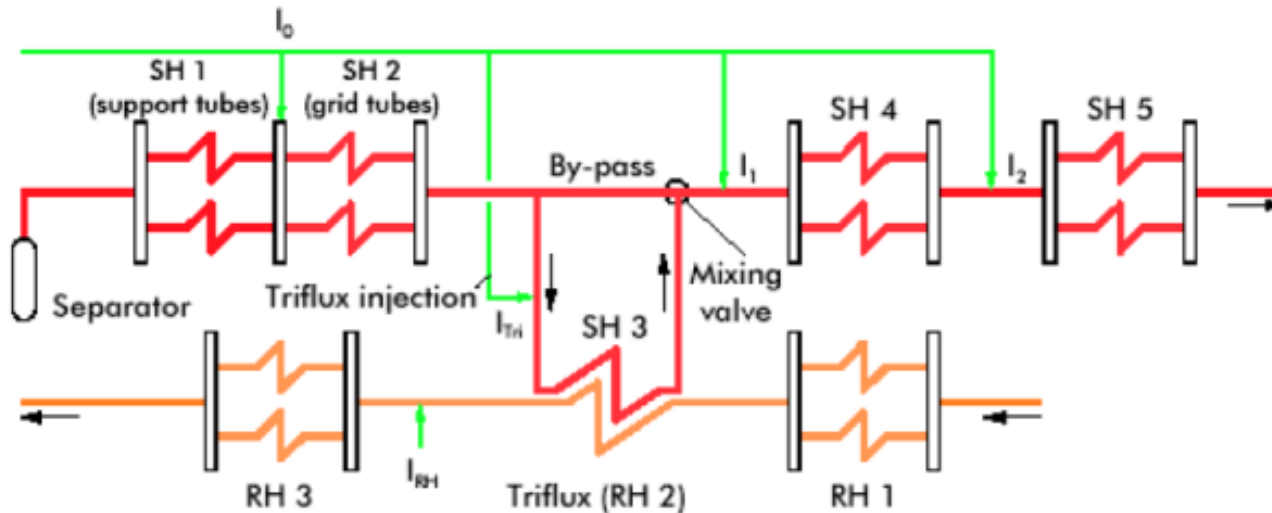 I0
SH 1
(support tubes)
SH 2
(grid tubes)
SH 4
SH 5
By-pass
I1
I2
Separator
Triflux injection
ITri
SH 3
Mixing
valve
IRH
RH 3
Triflux (RH 2)
RH 1